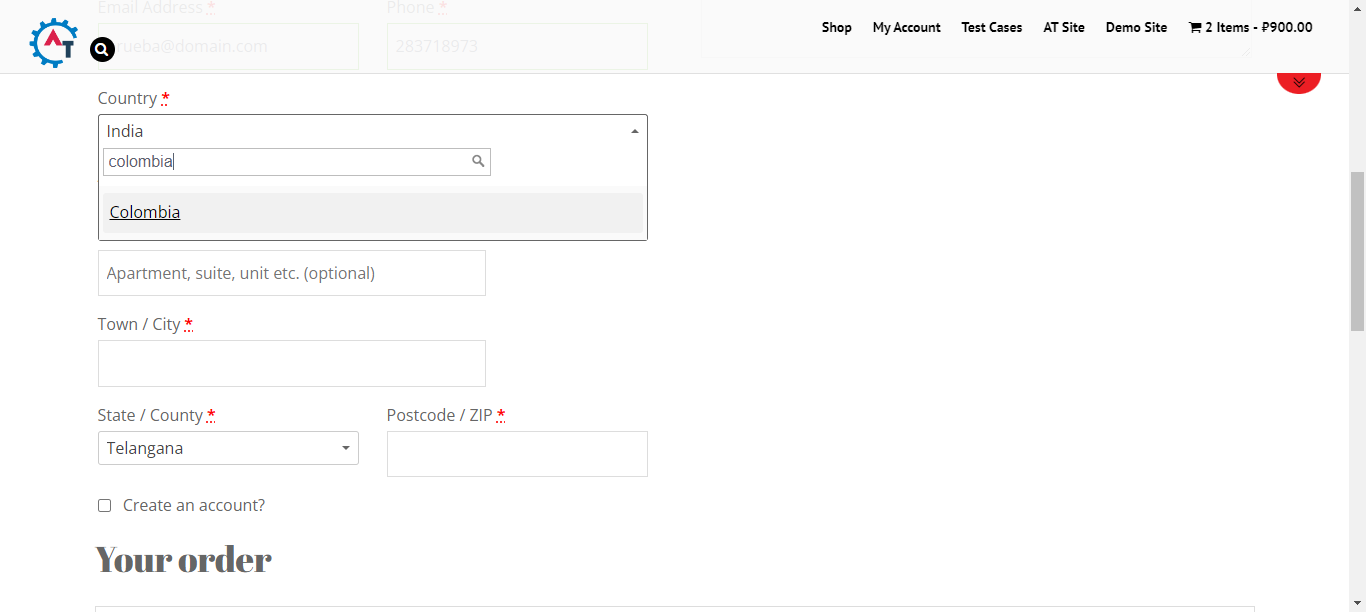 Email Address *
Phone *
Shop
My Account
Test Cases
AT Site
Demo Site
2 Items - ₽900.00
AT
rueba@domain.com
283718973
Country *
India
colombia
Colombia
Apartment, suite, unit etc. (optional)
Town / City *
State / County *
Postcode / ZIP *
Telangana
Create an account?
Your order